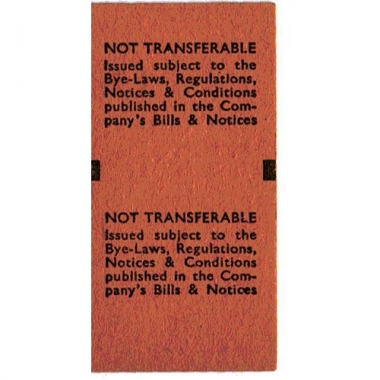 NOT TRANSFERABLE
Issued subject to the
Bye-Laws, Regulations,
Notices & Conditions
published in the Com-
pany's Bills & Notices
NOT TRANSFERABLE
Issued subject to the
Bye-Laws, Regulations,
Notices & Conditions
published in the Com-
pany's Bills & Notices